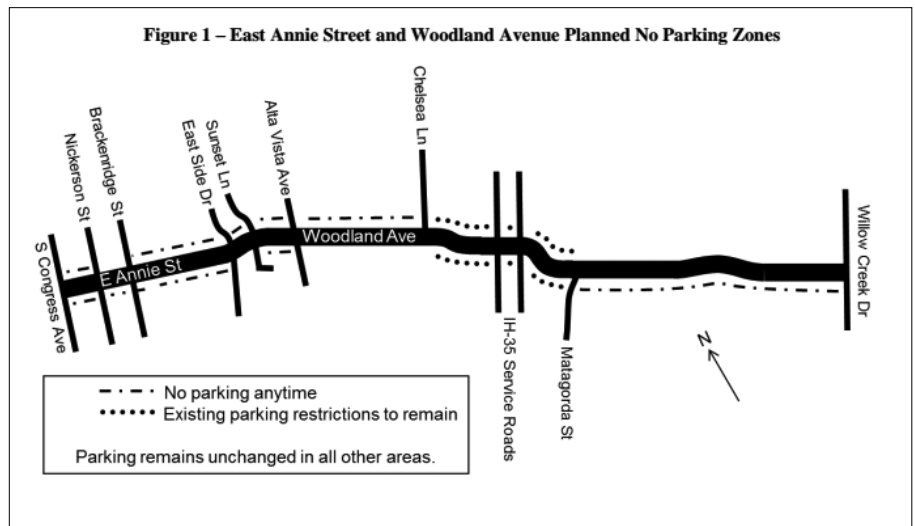 Figure 1 – East Annie Street and Woodland Avenue Planned No Parking Zones
S Congress Ave
Nickerson St
Brackenridge St
East Side Dr
Sunset Ln
Alta Vista Ave
Chelsea Ln
E Annie St
Woodland Ave
IH-35 Service Roads
Matagorda St
Willow Creek Dr
N
No parking anytime
Existing parking restrictions to remain
Parking remains unchanged in all other areas.